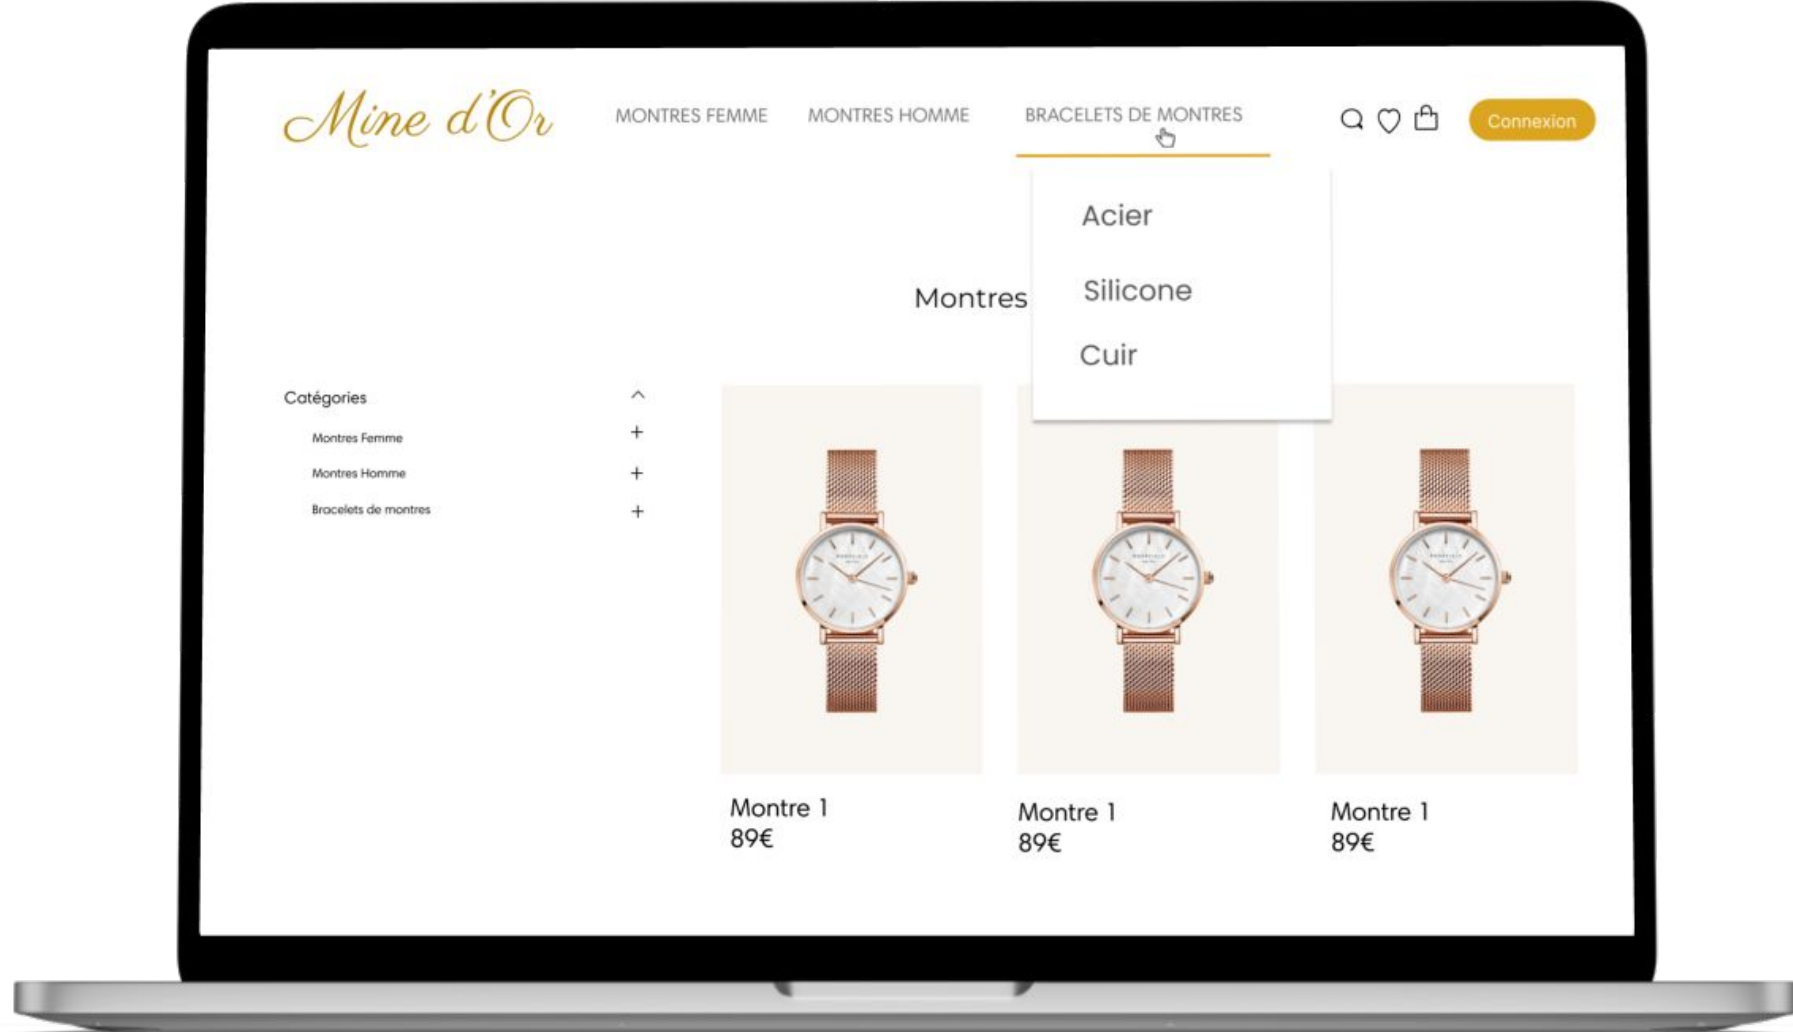 Mine d'Or
MONTRES FEMME
MONTRES HOMME
BRACELETS DE MONTRES
Connexion
Acier
Silicone
Cuir
Montres
Catégories
Montres Femme
Montres Homme
Bracelets de montres
Montre 1
89€
Montre 1
89€
Montre 1
89€